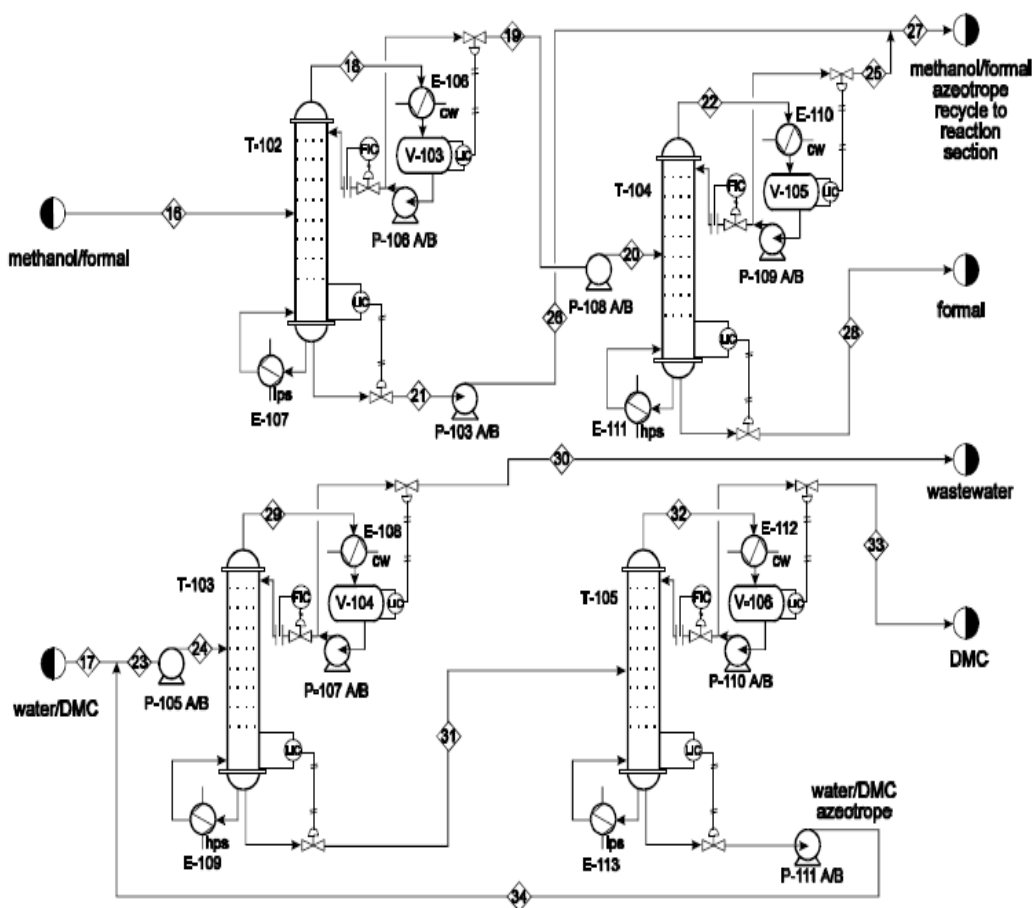 18
19
27
E-106
cw
V-103
LIC
FIC
T-102
P-106 A/B
16
methanol/formal
LIC
lps
E-107
21
P-103 A/B
26
22
E-110
cw
25
methanol/formal
azeotrope
recycle to
reaction
section
T-104
FIC
V-105
LIC
P-109 A/B
20
P-108 A/B
LIC
E-111
hps
28
formal
30
wastewater
29
E-108
cw
T-103
FIC
V-104
LIC
P-107 A/B
17
23
24
water/DMC
P-105 A/B
LIC
hps
E-109
31
32
E-112
cw
33
T-105
FIC
V-106
LIC
P-110 A/B
DMC
LIC
lps
E-113
water/DMC
azeotrope
P-111 A/B
34